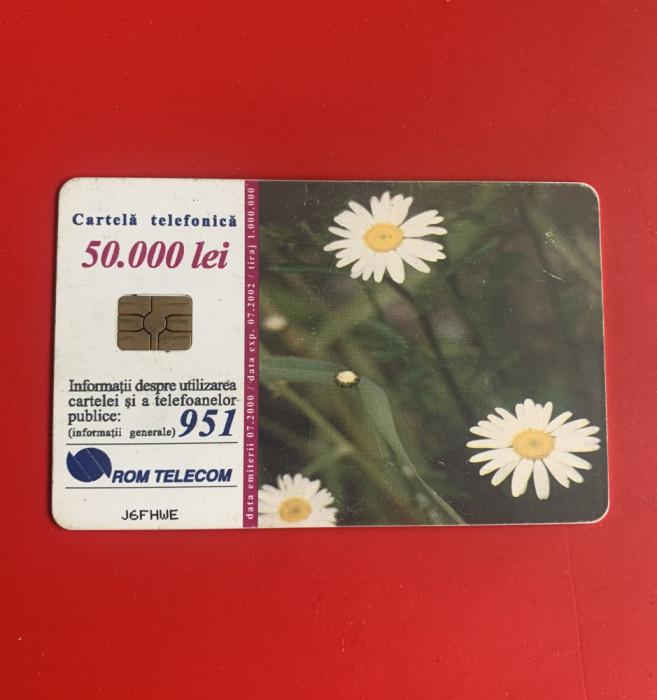 Cartelă telefonică
50.000 lei
Informații despre utilizarea
cartelei și a telefoanelor
publice:
(informații generale) 951
ROM TELECOM
J6FHWE
data emiterii 07.2000 / data exp. 07.2002 / tiraj 1.000.000